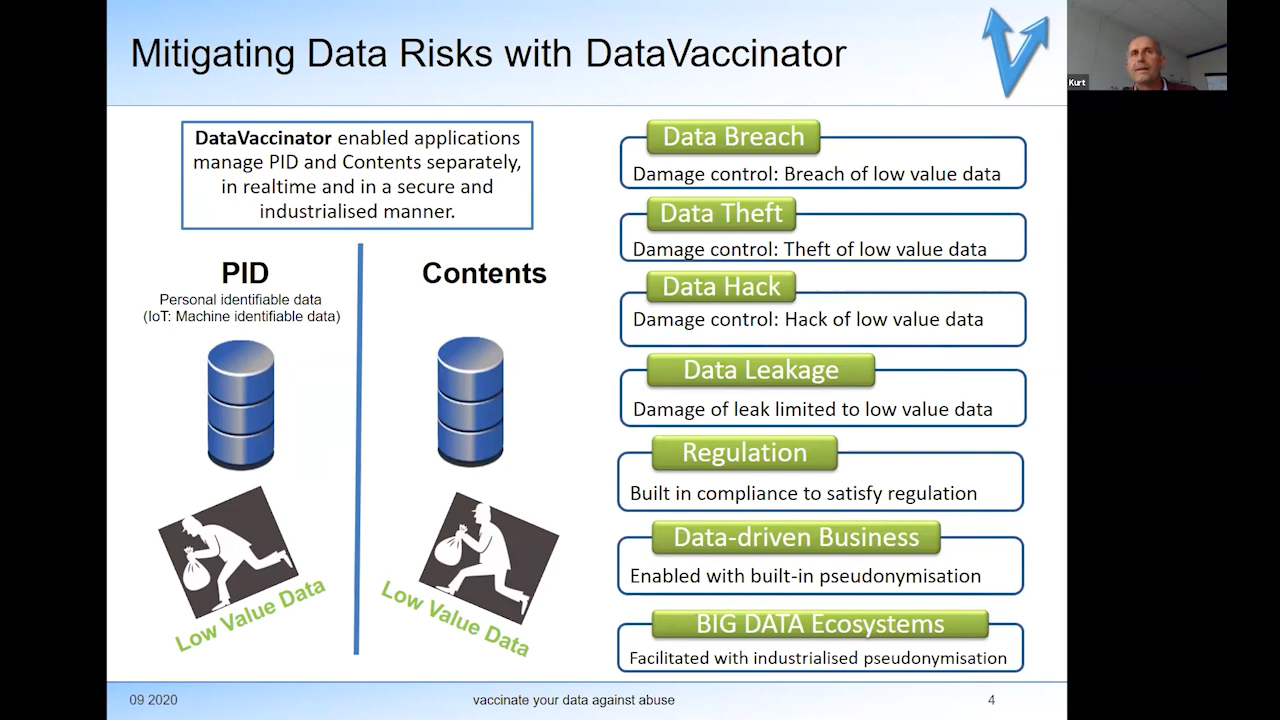 Mitigating Data Risks with DataVaccinator
Kurt
DataVaccinator enabled applications
manage PID and Contents separately,
in realtime and in a secure and
industrialised manner.
PID
Personal identifiable data
(IoT: Machine identifiable data)
Contents
Low Value Data
Low Value Data
Data Breach
Damage control: Breach of low value data
Data Theft
Damage control: Theft of low value data
Data Hack
Damage control: Hack of low value data
Data Leakage
Damage of leak limited to low value data
Regulation
Built in compliance to satisfy regulation
Data-driven Business
Enabled with built-in pseudonymisation
BIG DATA Ecosystems
Facilitated with industrialised pseudonymisation
09 2020
vaccinate your data against abuse
4